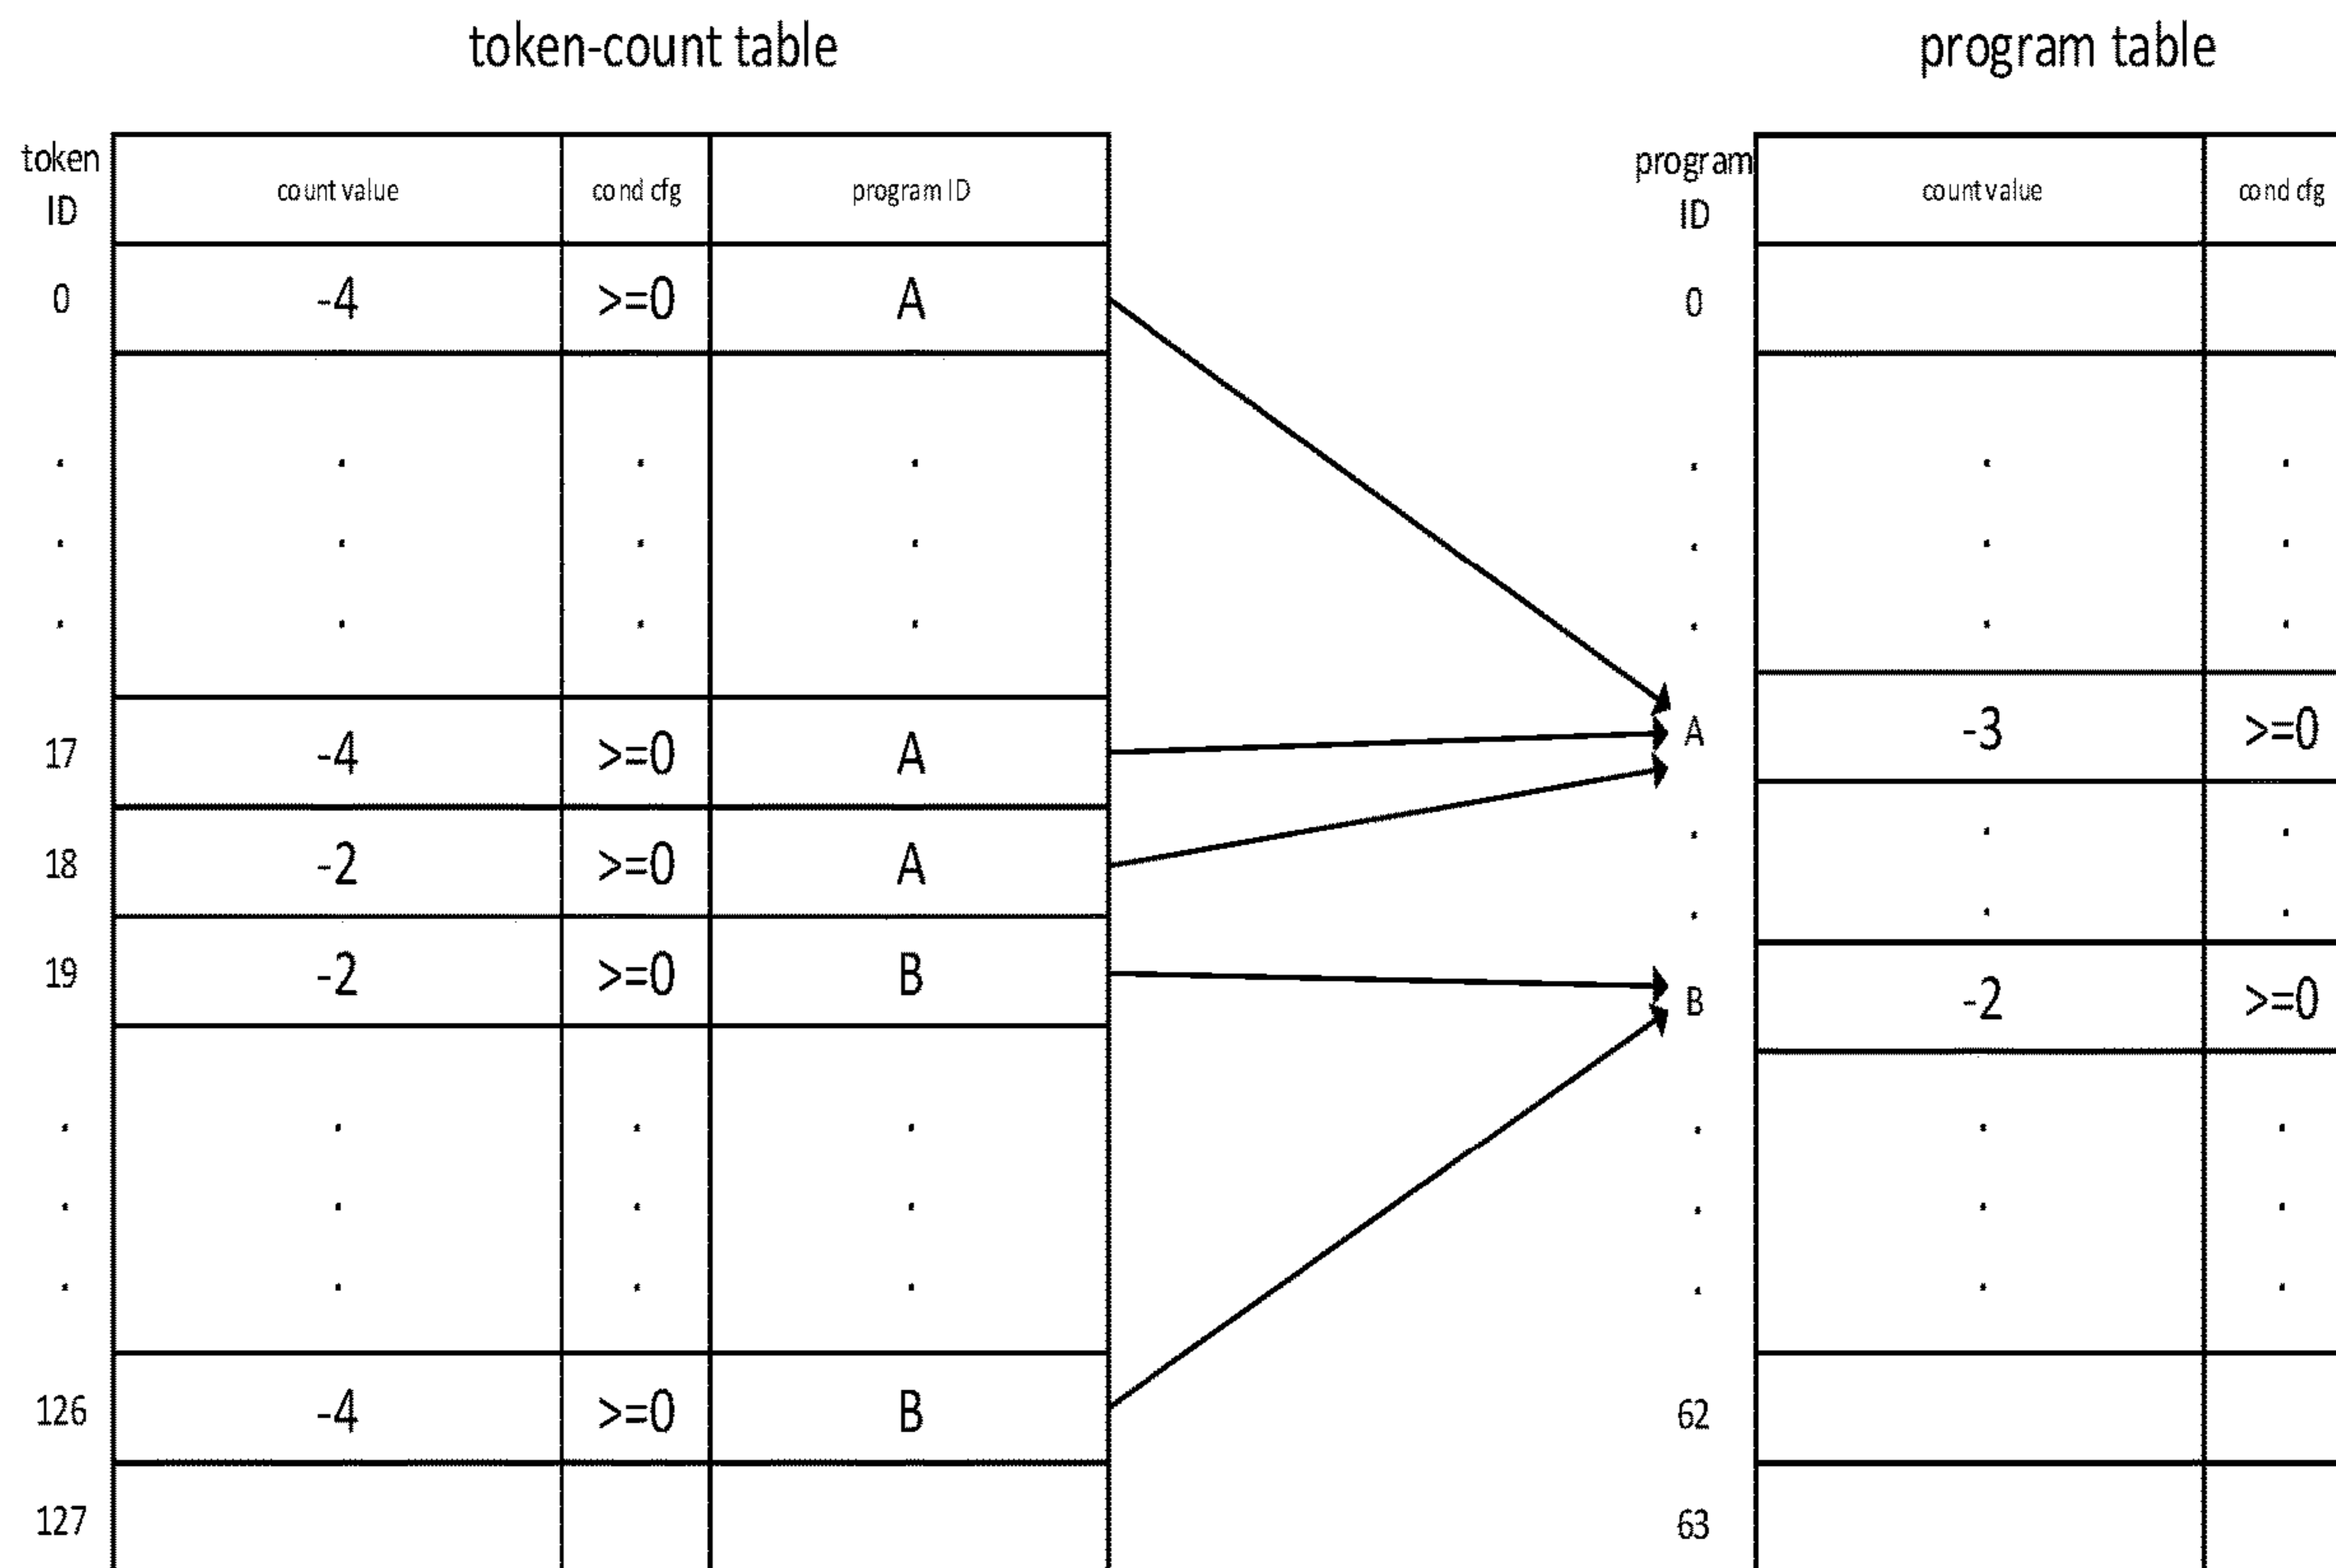 token-count table program table
token ID count value cond cfg program ID program ID count value cond cfg
0 -4 >=0 A 0
. . . . . . .
. . . . . . .
. . . . . . .
17 -4 >=0 A A -3 >=0
18 -2 >=0 A . . .
. . .
19 -2 >=0 B B -2 >=0
. . . . . . .
. . . . . . .
. . . . . . .
126 -4 >=0 B 62
127 63